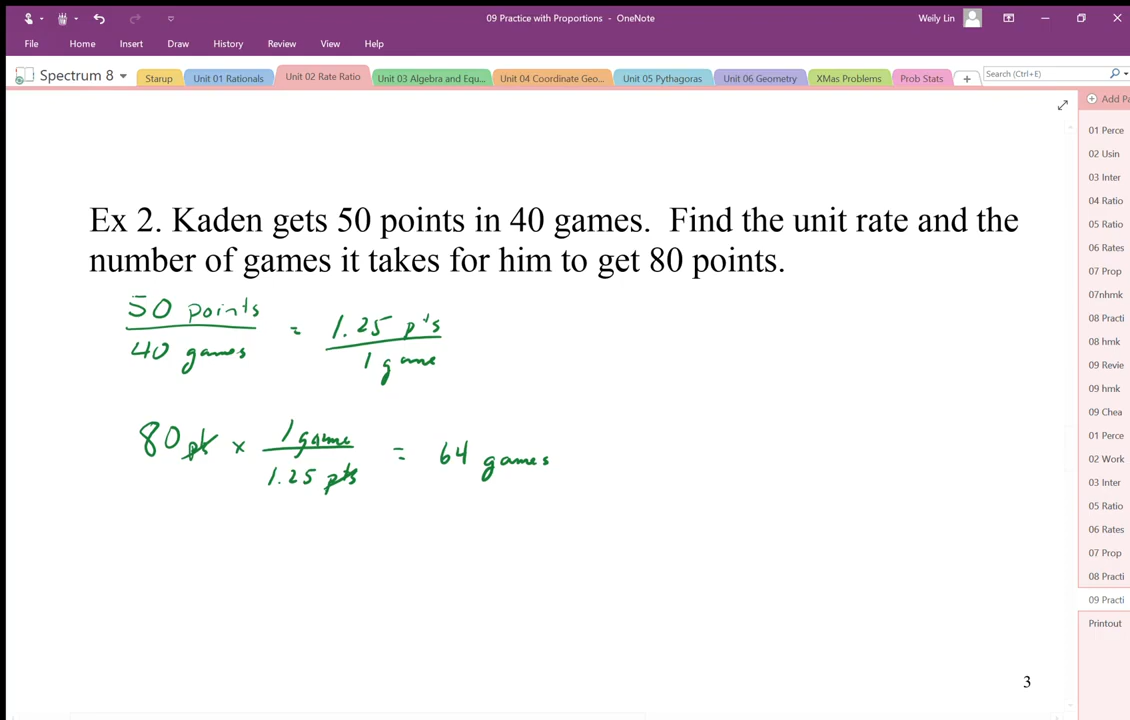 09 Practice with Proportions - OneNote
Weily Lin
File Home Insert Draw History Review View Help
Spectrum 8
Starup
Unit 01 Rationals
Unit 02 Rate Ratio
Unit 03 Algebra and Equ...
Unit 04 Coordinate Geo...
Unit 05 Pythagoras
Unit 06 Geometry
XMas Problems
Prob Stats
+
Search (Ctrl+E)
Add Pa
01 Perce
02 Usin
03 Inter
04 Ratio
05 Ratio
06 Rates
07 Prop
07nhmk
08 Practi
08 hmk
09 Revie
09 hmk
09 Chea
01 Perce
02 Work
03 Inter
05 Ratio
06 Rates
07 Prop
08 Practi
09 Practi
Printout
Ex 2. Kaden gets 50 points in 40 games. Find the unit rate and the
number of games it takes for him to get 80 points.
50 points / 40 games = 1.25 pts / 1 game
80 pts × 1 game / 1.25 pts = 64 games
3